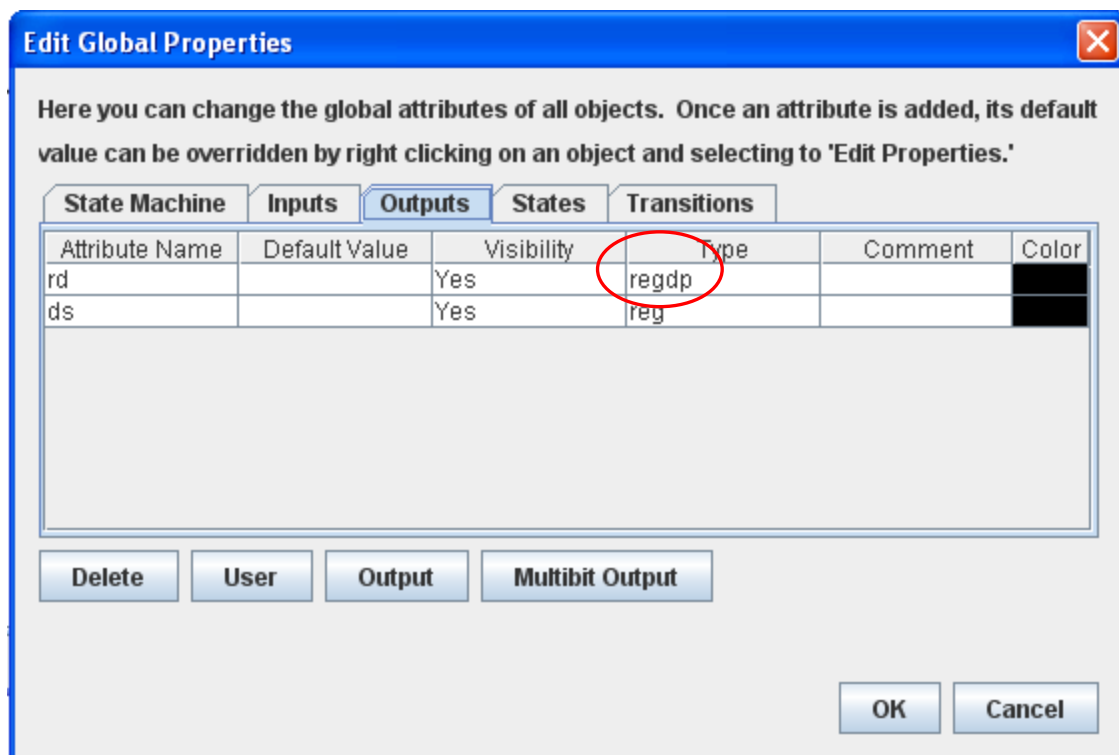 Edit Global Properties
Here you can change the global attributes of all objects. Once an attribute is added, its default
value can be overridden by right clicking on an object and selecting to 'Edit Properties.'
State Machine Inputs Outputs States Transitions
Attribute Name Default Value Visibility Type Comment Color
rd Yes regdp
ds Yes reg
Delete User Output Multibit Output
OK Cancel